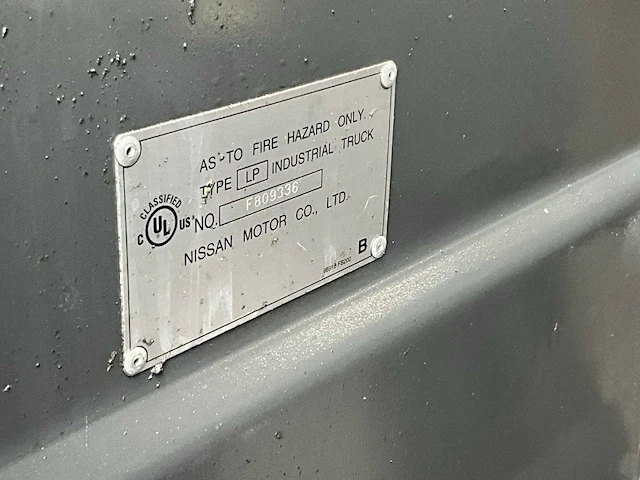 AS TO FIRE HAZARD ONLY.
TYPE LP INDUSTRIAL TRUCK
CLASSIFIED
C UL US
NO. F809336
NISSAN MOTOR CO., LTD.
B